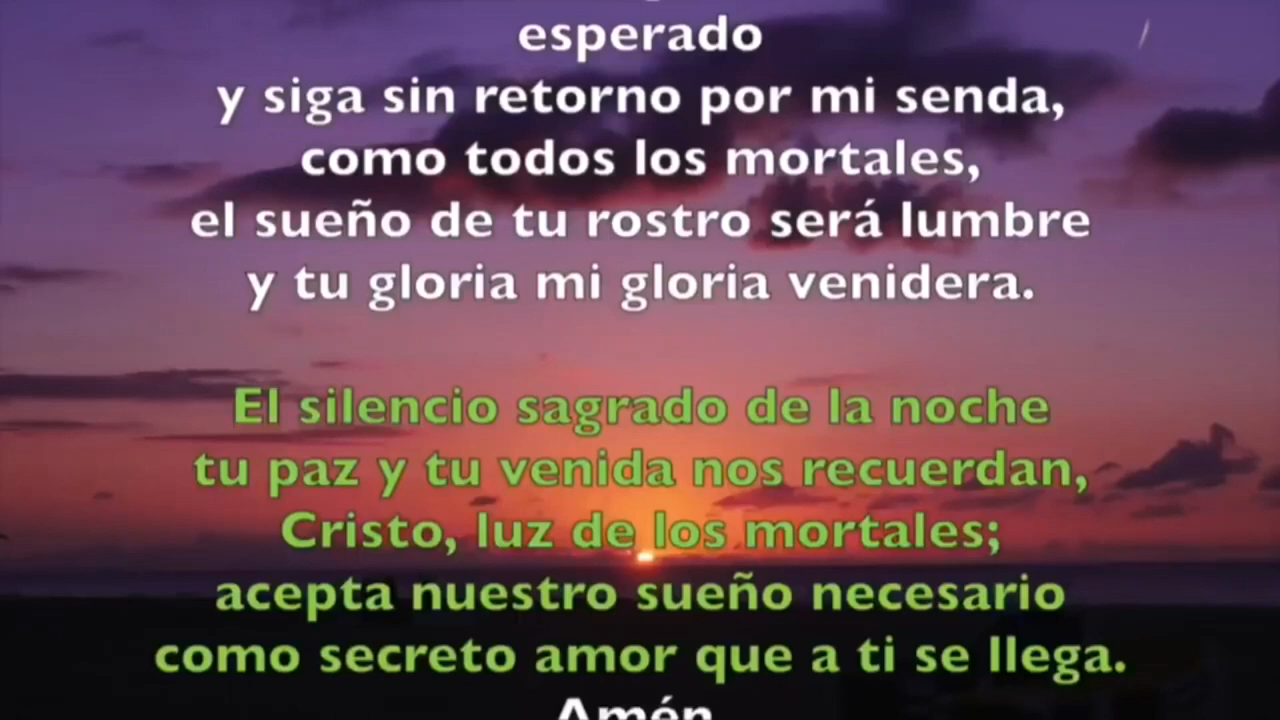 esperado
y siga sin retorno por mi senda,
como todos los mortales,
el sueño de tu rostro será lumbre
y tu gloria mi gloria venidera.
El silencio sagrado de la noche
tu paz y tu venida nos recuerdan,
Cristo, luz de los mortales;
acepta nuestro sueño necesario
como secreto amor que a ti se llega.
Amén